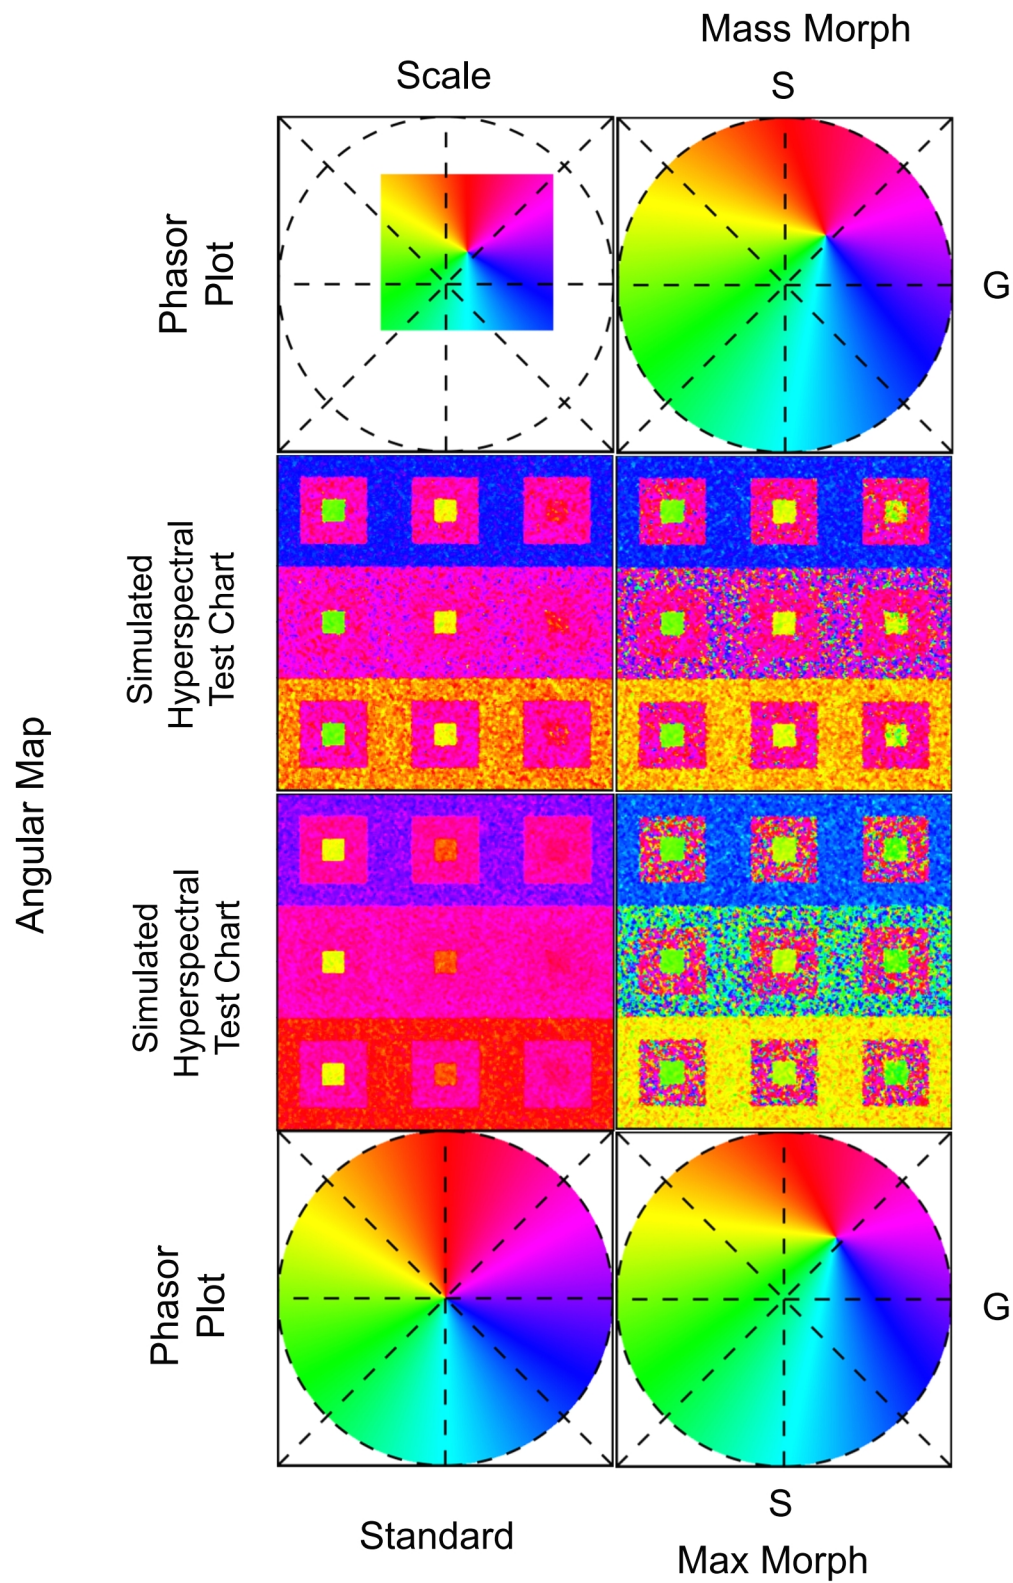 Mass Morph
Scale
S
Phasor
Plot
G
Simulated
Hyperspectral
Test Chart
Angular Map
Simulated
Hyperspectral
Test Chart
Phasor
Plot
G
S
Standard
Max Morph